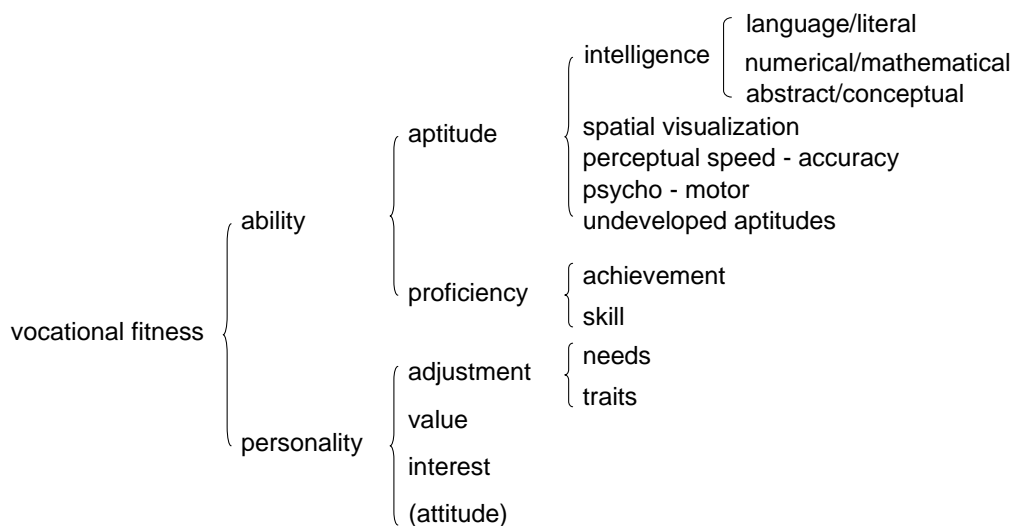 language/literal
intelligence
numerical/mathematical
abstract/conceptual
aptitude
spatial visualization
perceptual speed - accuracy
psycho - motor
ability
undeveloped aptitudes
achievement
proficiency
skill
vocational fitness
needs
adjustment
traits
value
personality
interest
(attitude)